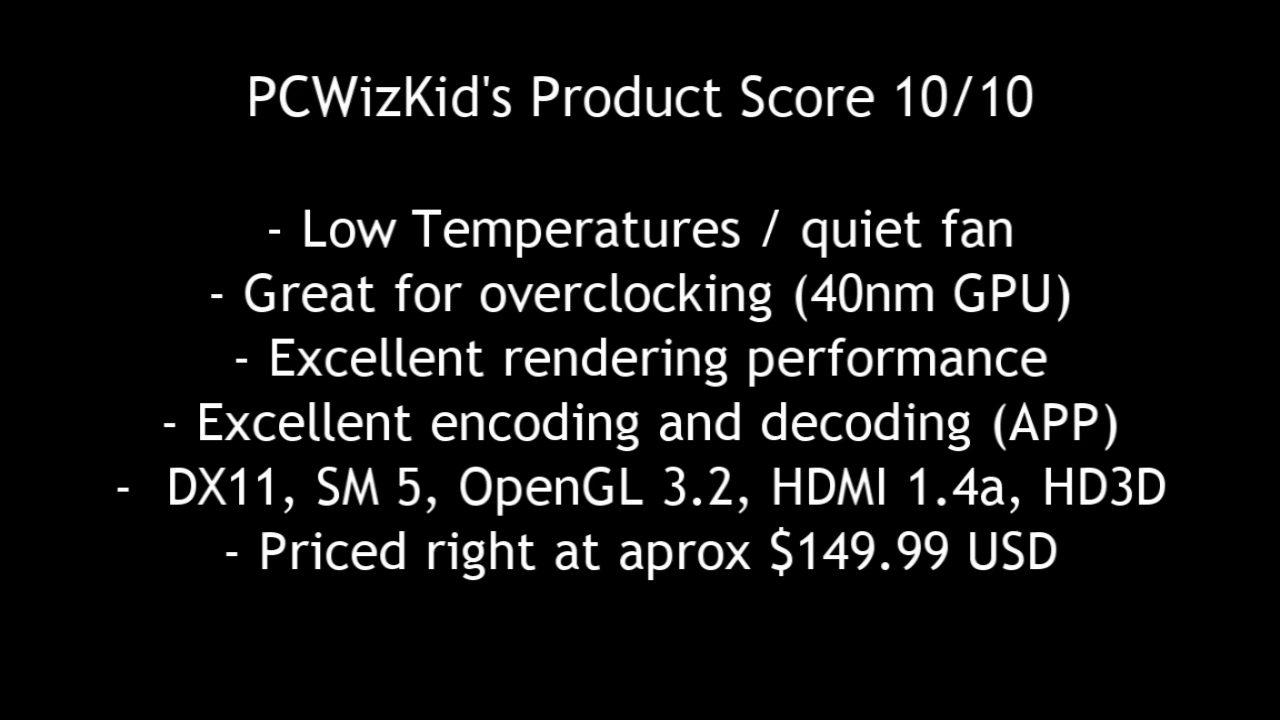 PCWizKid's Product Score 10/10
- Low Temperatures / quiet fan
- Great for overclocking (40nm GPU)
- Excellent rendering performance
- Excellent encoding and decoding (APP)
-  DX11, SM 5, OpenGL 3.2, HDMI 1.4a, HD3D
- Priced right at aprox $149.99 USD